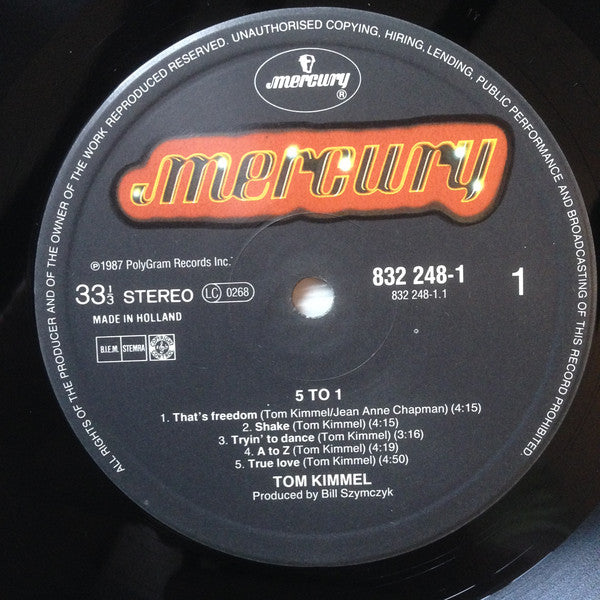 ALL RIGHTS OF THE PRODUCER AND OF THE OWNER OF THE WORK REPRODUCED RESERVED. UNAUTHORISED COPYING, HIRING, LENDING, PUBLIC PERFORMANCE AND BROADCASTING OF THIS RECORD PROHIBITED.
mercury
®
mercury
℗1987 PolyGram Records Inc.
832 248-1
1
832 248-1.1
33⅓ STEREO
LC 0268
MADE IN HOLLAND
B.I.E.M. STEMRA
5 TO 1
1. That's freedom (Tom Kimmel/Jean Anne Chapman) (4:15)
2. Shake (Tom Kimmel) (4:15)
3. Tryin' to dance (Tom Kimmel) (3:16)
4. A to Z (Tom Kimmel) (4:19)
5. True love (Tom Kimmel) (4:50)
TOM KIMMEL
Produced by Bill Szymczyk